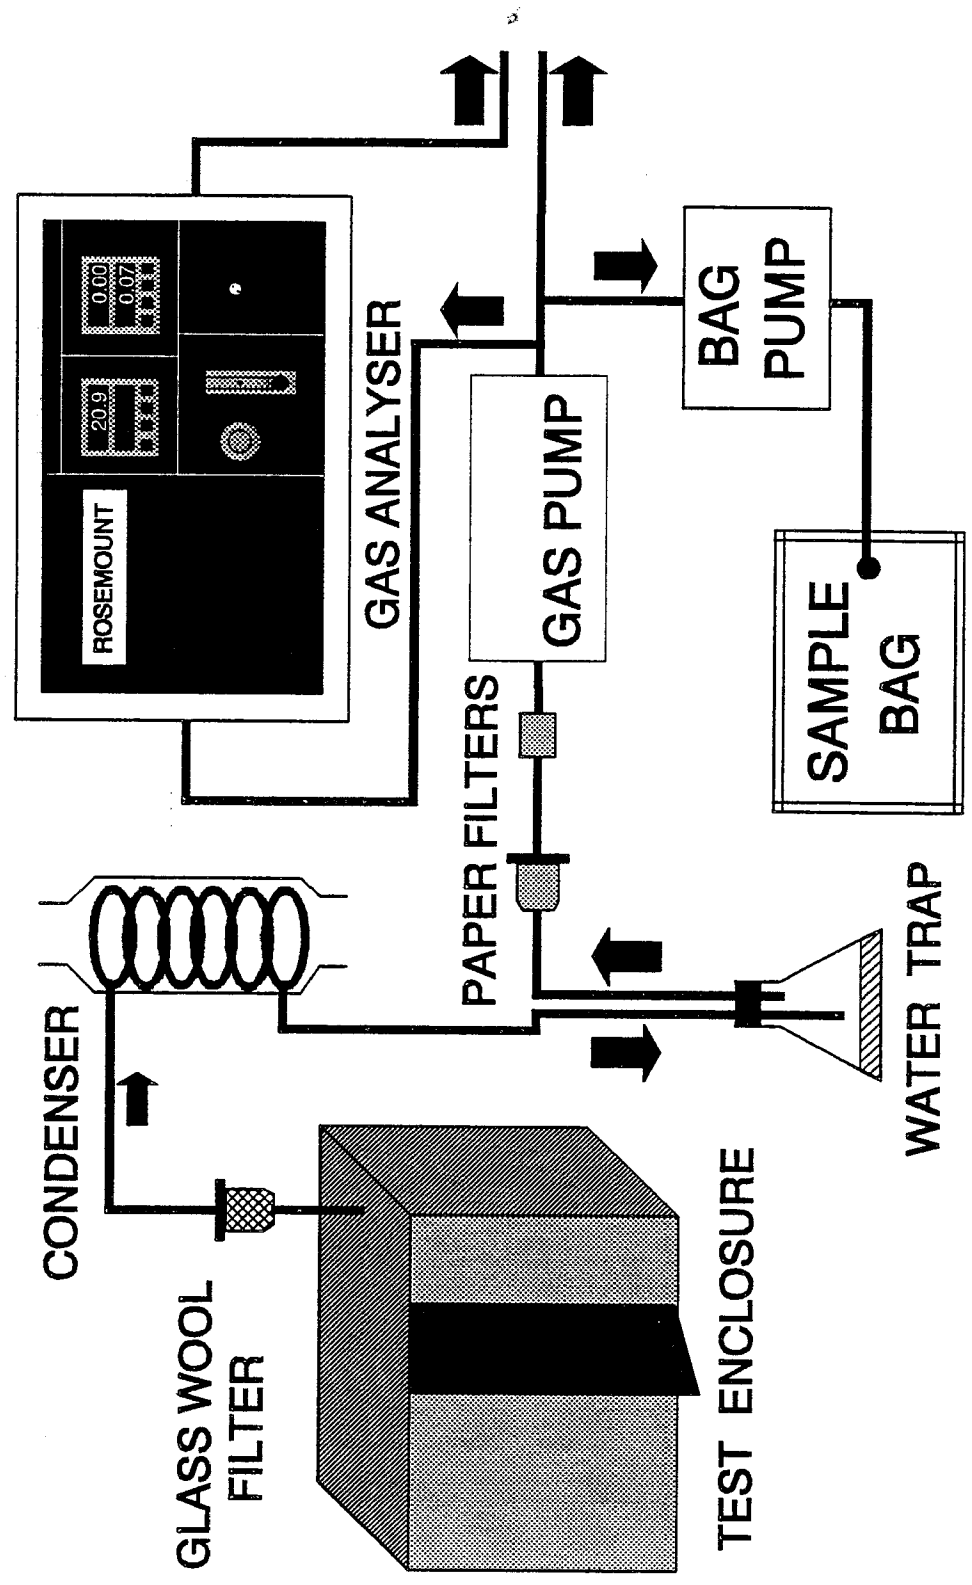 ROSEMOUNT
20.9
0.00
0.07
GAS ANALYSER
CONDENSER
GLASS WOOL
FILTER
PAPER FILTERS
GAS PUMP
BAG
PUMP
TEST ENCLOSURE
WATER TRAP
SAMPLE
BAG